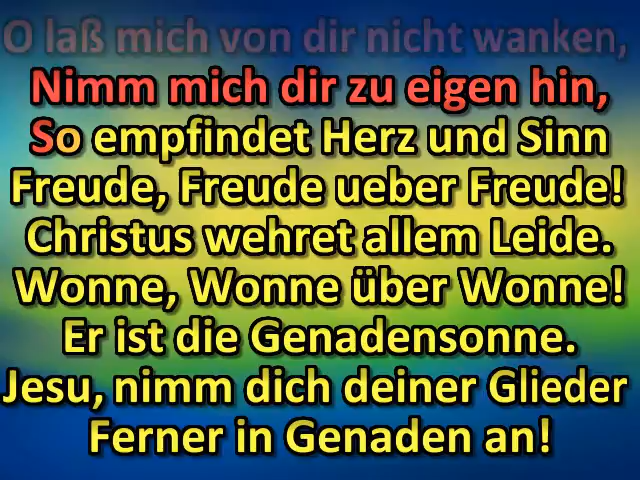 O laß mich von dir nicht wanken,
Nimm mich dir zu eigen hin,
So empfindet Herz und Sinn
Freude, Freude ueber Freude!
Christus wehret allem Leide.
Wonne, Wonne über Wonne!
Er ist die Genadensonne.
Jesu, nimm dich deiner Glieder
Ferner in Genaden an!